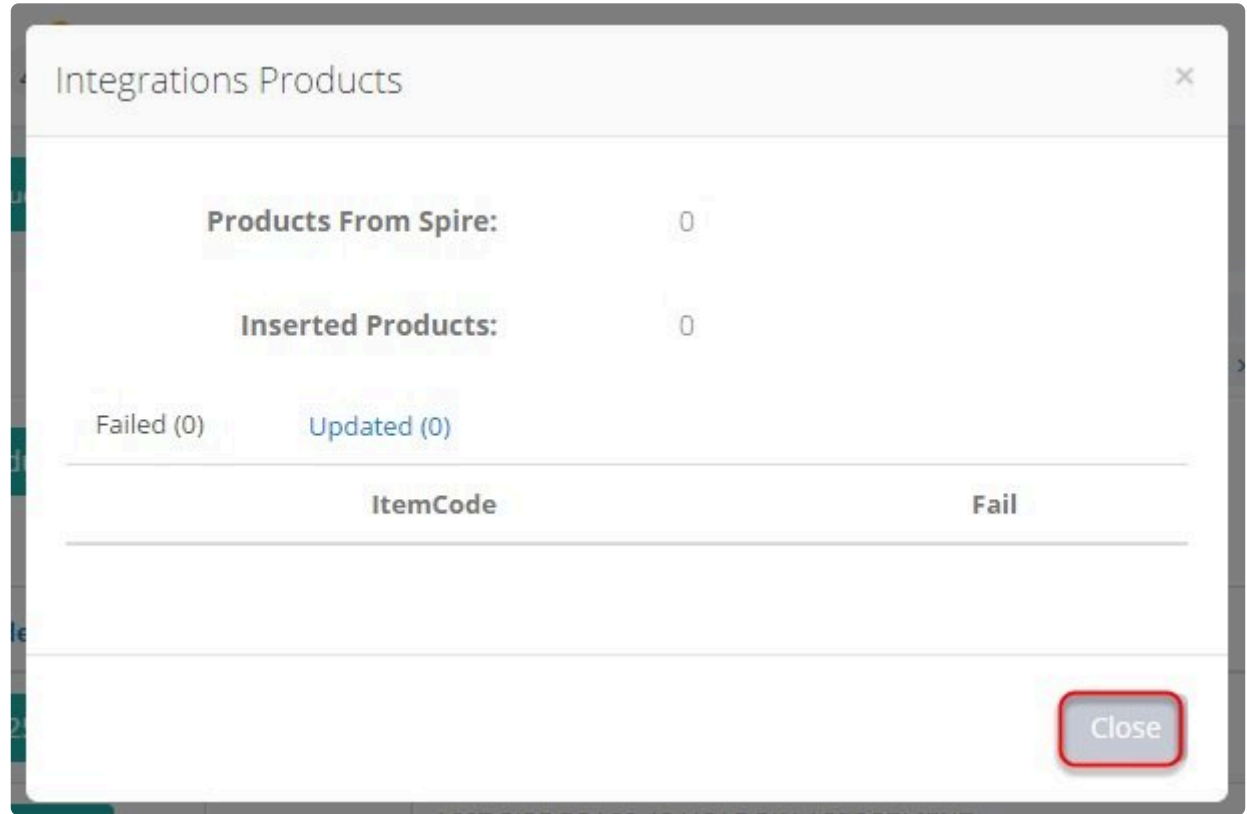 Integrations Products ×
Products From Spire: 0
Inserted Products: 0
Failed (0) Updated (0)
ItemCode Fail
Close